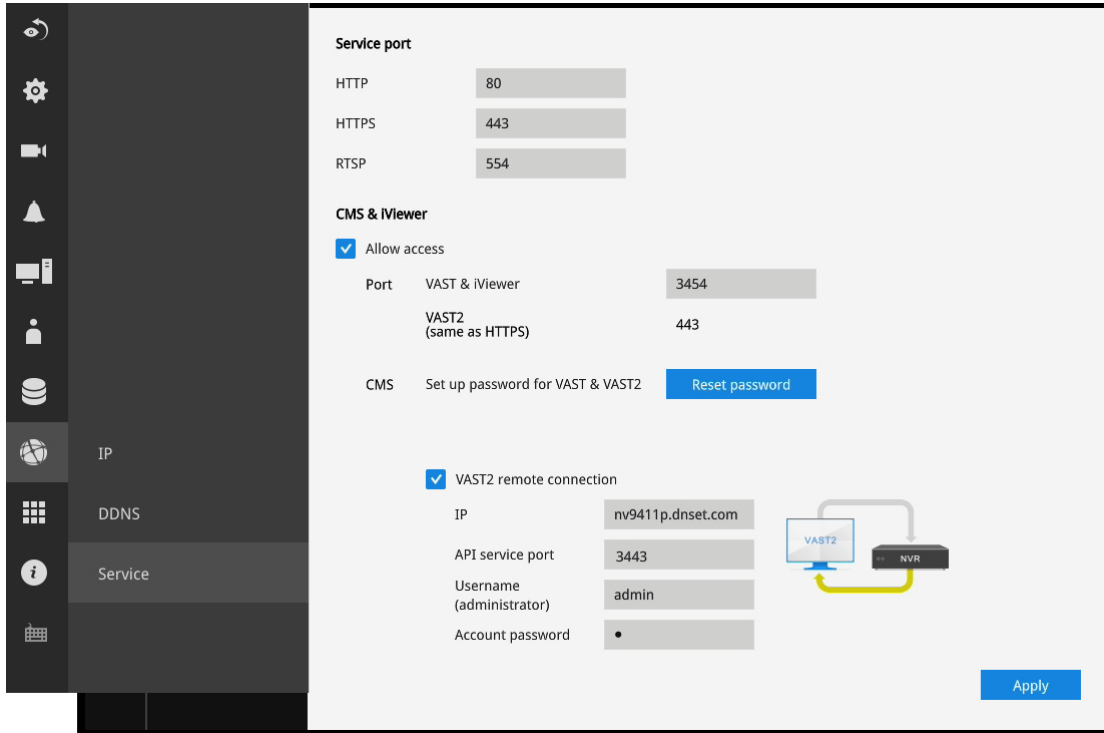 Service port
HTTP 80
HTTPS 443
RTSP 554
CMS & iViewer
Allow access
Port VAST & iViewer 3454
VAST2
(same as HTTPS) 443
CMS Set up password for VAST & VAST2 Reset password
IP
DDNS
Service
VAST2 remote connection
IP nv9411p.dnset.com
API service port 3443
Username
(administrator) admin
Account password •
VAST2
NVR
Apply